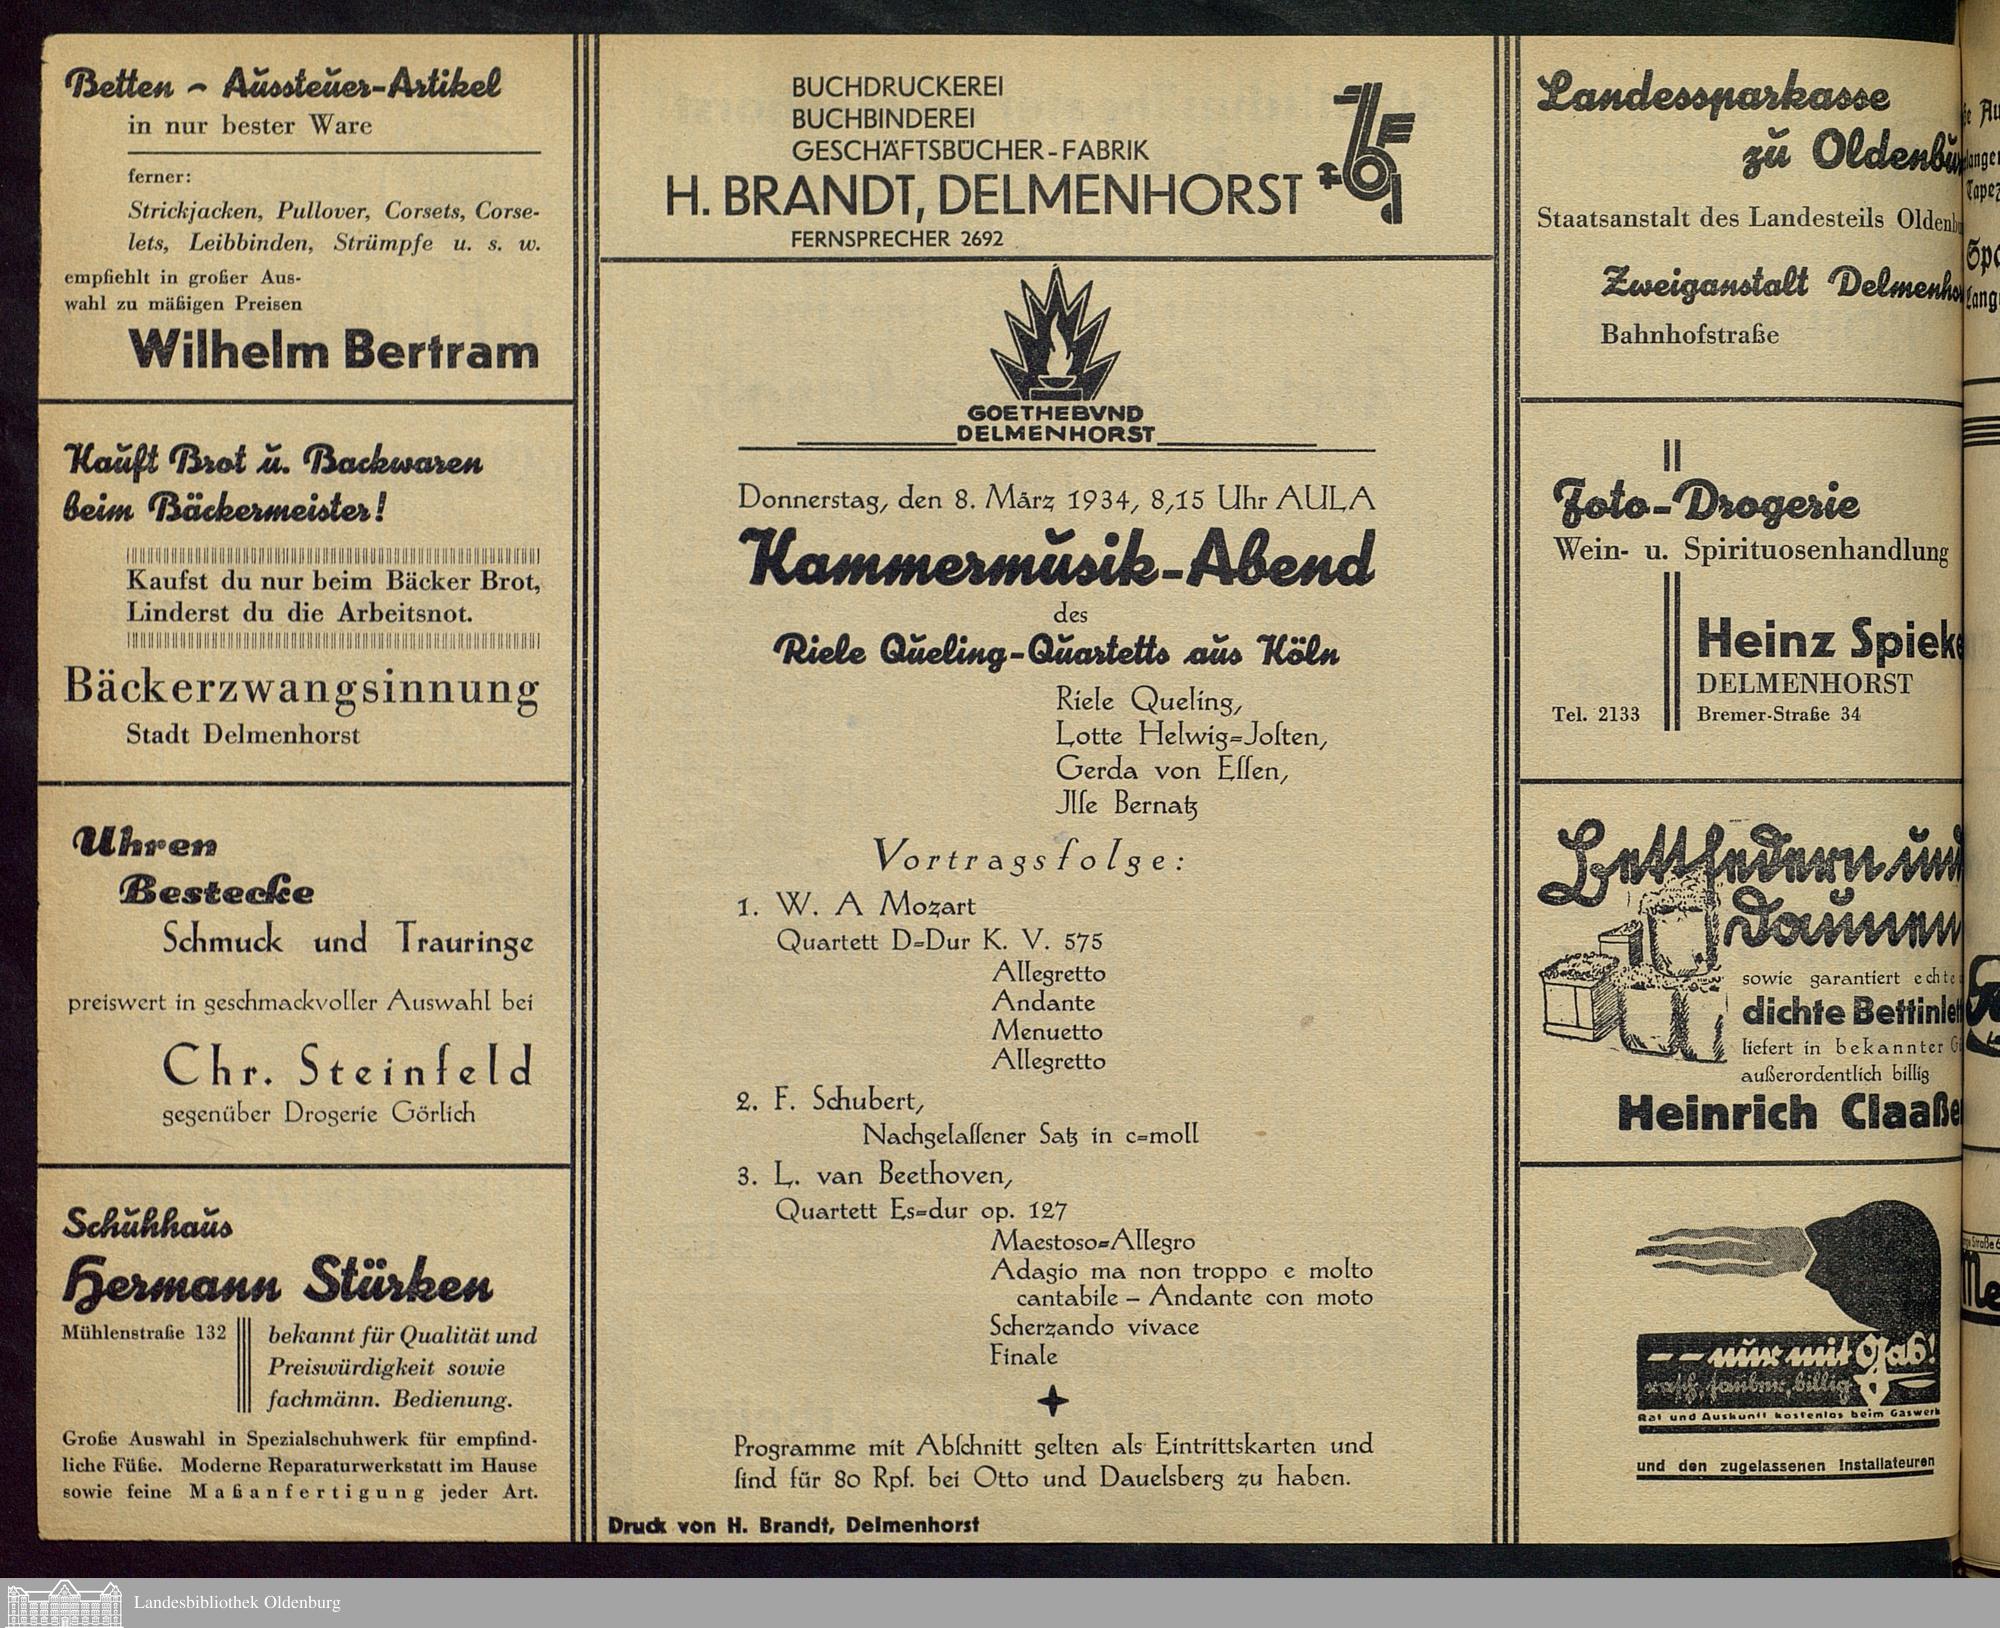 Betten - Aussteuer-Artikel
in nur bester Ware
ferner:
Strickjacken, Pullover, Corsets, Corse-
lets, Leibbinden, Strümpfe u. s. w.
empfiehlt in großer Aus-
wahl zu mäßigen Preisen
Wilhelm Bertram
Kauft Brot u. Backwaren
beim Bäckermeister!
Kaufst du nur beim Bäcker Brot,
Linderst du die Arbeitsnot.
Bäckerzwangsinnung
Stadt Delmenhorst
Uhren
Bestecke
Schmuck und Trauringe
preiswert in geschmackvoller Auswahl bei
Chr. Steinfeld
gegenüber Drogerie Görlich
Schuhhaus
Hermann Stürken
Mühlenstraße 132
bekannt für Qualität und
Preiswürdigkeit sowie
fachmänn. Bedienung.
Große Auswahl in Spezialschuhwerk für empfind-
liche Füße. Moderne Reparaturwerkstatt im Hause
sowie feine Maßanfertigung jeder Art.
BUCHDRUCKEREI
BUCHBINDEREI
GESCHÄFTSBÜCHER-FABRIK
H. BRANDT, DELMENHORST
FERNSPRECHER 2692
GOETHEBVND
DELMENHORST
Donnerstag, den 8. März 1934, 8,15 Uhr AULA
Kammermusik-Abend
des
Riele Queling-Quartetts aus Köln
Riele Queling,
Lotte Helwig=Joſten,
Gerda von Eſſen,
Jlſe Bernatz
Vortragsfolge:
1. W. A Mozart
Quartett D=Dur K. V. 575
Allegretto
Andante
Menuetto
Allegretto
2. F. Schubert,
Nachgelaſſener Satz in c=moll
3. L. van Beethoven,
Quartett Es=dur op. 127
Maestoso=Allegro
Adagio ma non troppo e molto
cantabile – Andante con moto
Scherzando vivace
Finale
Programme mit Abſchnitt gelten als Eintrittskarten und
ſind für 80 Rpf. bei Otto und Dauelsberg zu haben.
Druck von H. Brandt, Delmenhorst
Landessparkasse
zu Oldenbu
Staatsanstalt des Landesteils Oldenb
Zweiganstalt Delmenho
Bahnhofstraße
Foto-Drogerie
Wein- u. Spirituosenhandlung
Heinz Spieke
DELMENHORST
Tel. 2133
Bremer-Straße 34
Bettfedern und
Daunen
sowie garantiert echte
dichte Bettinlet
liefert in bekannter G
außerordentlich billig
Heinrich Claaße
-- nur mit Gas!
rasch, sauber, billig
Rat und Auskunft kostenlos beim Gaswerk
und den zugelassenen Installateuren
Landesbibliothek Oldenburg